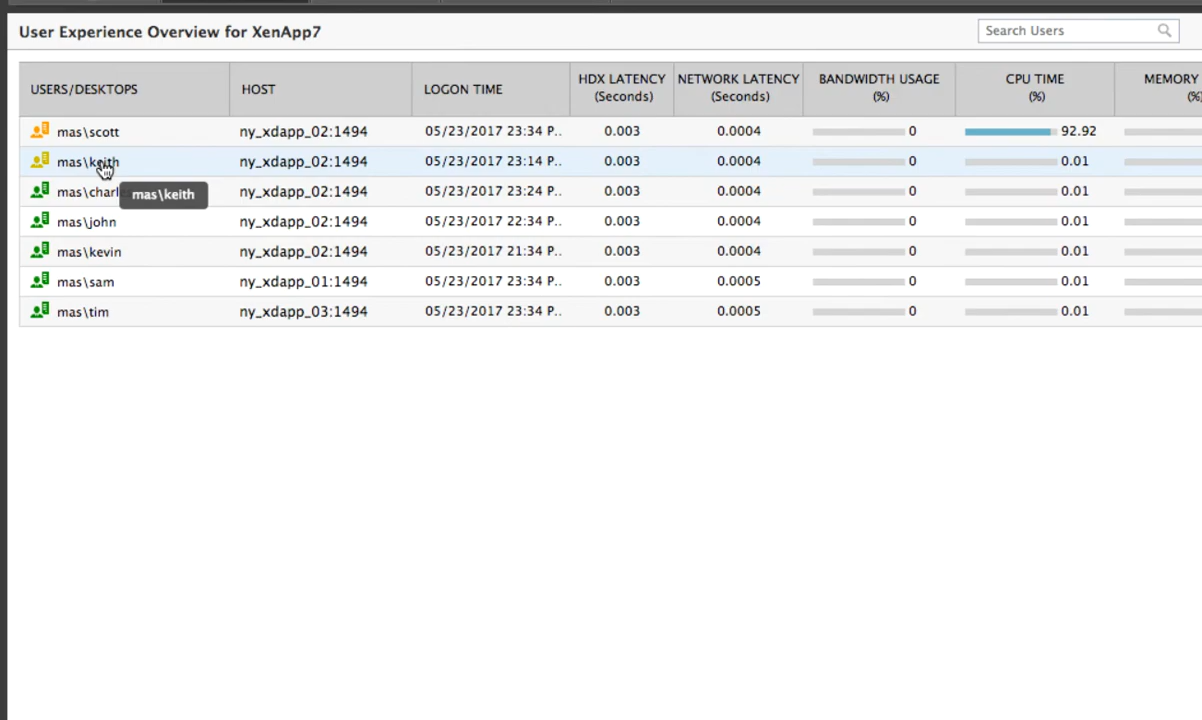 User Experience Overview for XenApp7
Search Users
USERS/DESKTOPS HOST LOGON TIME HDX LATENCY (Seconds) NETWORK LATENCY (Seconds) BANDWIDTH USAGE (%) CPU TIME (%) MEMORY (%
mas\scott ny_xdapp_02:1494 05/23/2017 23:34 P.. 0.003 0.0004 0 92.92
mas\keith ny_xdapp_02:1494 05/23/2017 23:14 P.. 0.003 0.0004 0 0.01
mas\charl ny_xdapp_02:1494 05/23/2017 23:24 P.. 0.003 0.0004 0 0.01
mas\keith
mas\john ny_xdapp_02:1494 05/23/2017 22:34 P.. 0.003 0.0004 0 0.01
mas\kevin ny_xdapp_02:1494 05/23/2017 21:34 P.. 0.003 0.0004 0 0.01
mas\sam ny_xdapp_01:1494 05/23/2017 23:34 P.. 0.003 0.0005 0 0.01
mas\tim ny_xdapp_03:1494 05/23/2017 23:34 P.. 0.003 0.0005 0 0.01